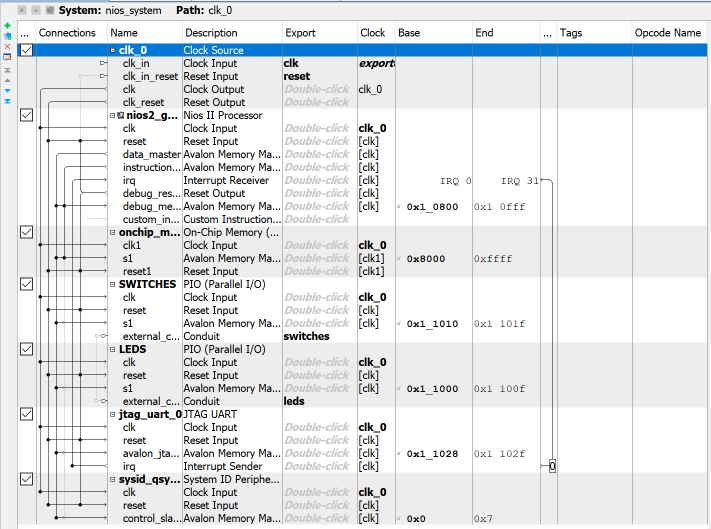 System: nios_system Path: clk_0
... Connections Name Description Export Clock Base End ... Tags Opcode Name
clk_0 Clock Source
clk_in Clock Input clk export
clk_in_reset Reset Input reset
clk Clock Output Double-click clk_0
clk_reset Reset Output Double-click
nios2_g... Nios II Processor
clk Clock Input Double-click clk_0
reset Reset Input Double-click [clk]
data_master Avalon Memory Ma... Double-click [clk]
instruction... Avalon Memory Ma... Double-click [clk]
irq Interrupt Receiver Double-click [clk] IRQ 0 IRQ 31
debug_res... Reset Output Double-click [clk]
debug_me... Avalon Memory Ma... Double-click [clk] 0x1_0800 0x1 0fff
custom_in... Custom Instruction... Double-click
onchip_m... On-Chip Memory (...
clk1 Clock Input Double-click clk_0
s1 Avalon Memory Ma... Double-click [clk1] 0x8000 0xffff
reset1 Reset Input Double-click [clk1]
SWITCHES PIO (Parallel I/O)
clk Clock Input Double-click clk_0
reset Reset Input Double-click [clk]
s1 Avalon Memory Ma... Double-click [clk] 0x1_1010 0x1 101f
external_c... Conduit switches
LEDS PIO (Parallel I/O)
clk Clock Input Double-click clk_0
reset Reset Input Double-click [clk]
s1 Avalon Memory Ma... Double-click [clk] 0x1_1000 0x1 100f
external_c... Conduit leds
jtag_uart_0 JTAG UART
clk Clock Input Double-click clk_0
reset Reset Input Double-click [clk]
avalon_jta... Avalon Memory Ma... Double-click [clk] 0x1_1028 0x1 102f
irq Interrupt Sender Double-click [clk] 0
sysid_qsy... System ID Periphe...
clk Clock Input Double-click clk_0
reset Reset Input Double-click [clk]
control_sla... Avalon Memory Ma... Double-click [clk] 0x0 0x7